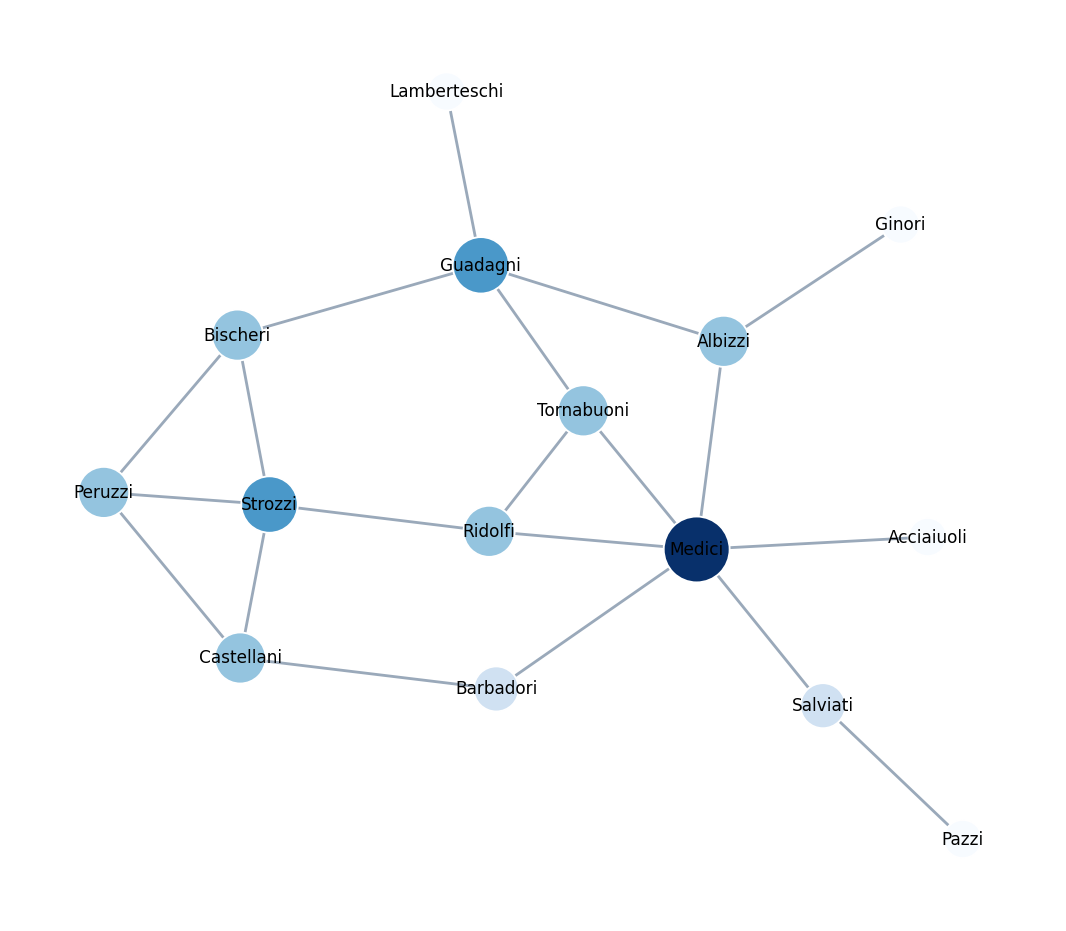 Lamberteschi
Ginori
Guadagni
Bischeri
Albizzi
Tornabuoni
Peruzzi
Strozzi
Ridolfi
Acciaiuoli
Medici
Castellani
Barbadori
Salviati
Pazzi